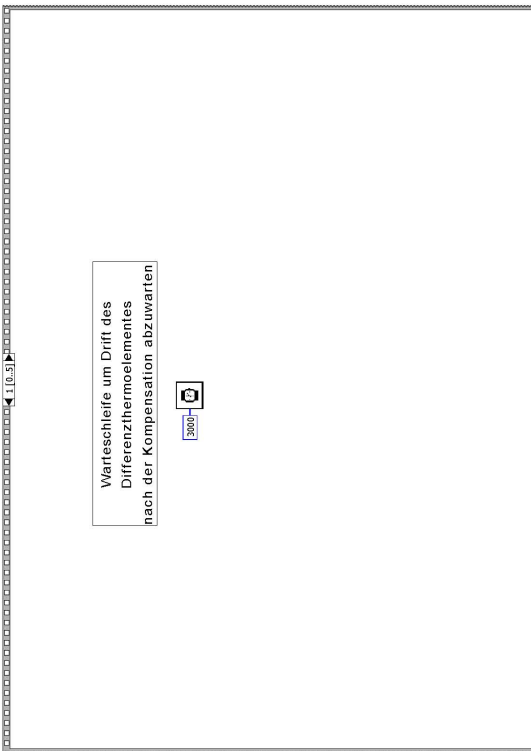 1 [0..5]
Warteschleife um Drift des
Differenzthermoelementes
nach der Kompensation abzuwarten
3000